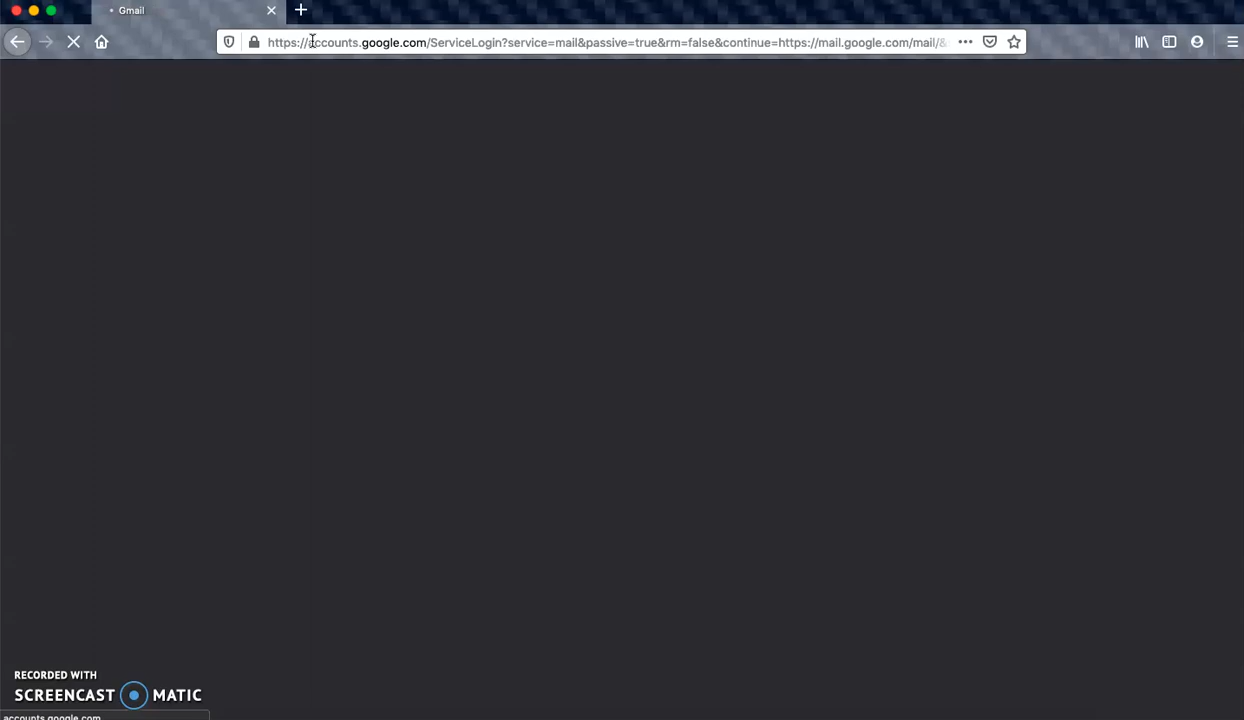 Gmail
https://accounts.google.com/ServiceLogin?service=mail&passive=true&rm=false&continue=https://mail.google.com/mail/&
RECORDED WITH
SCREENCAST MATIC
accounts.google.com